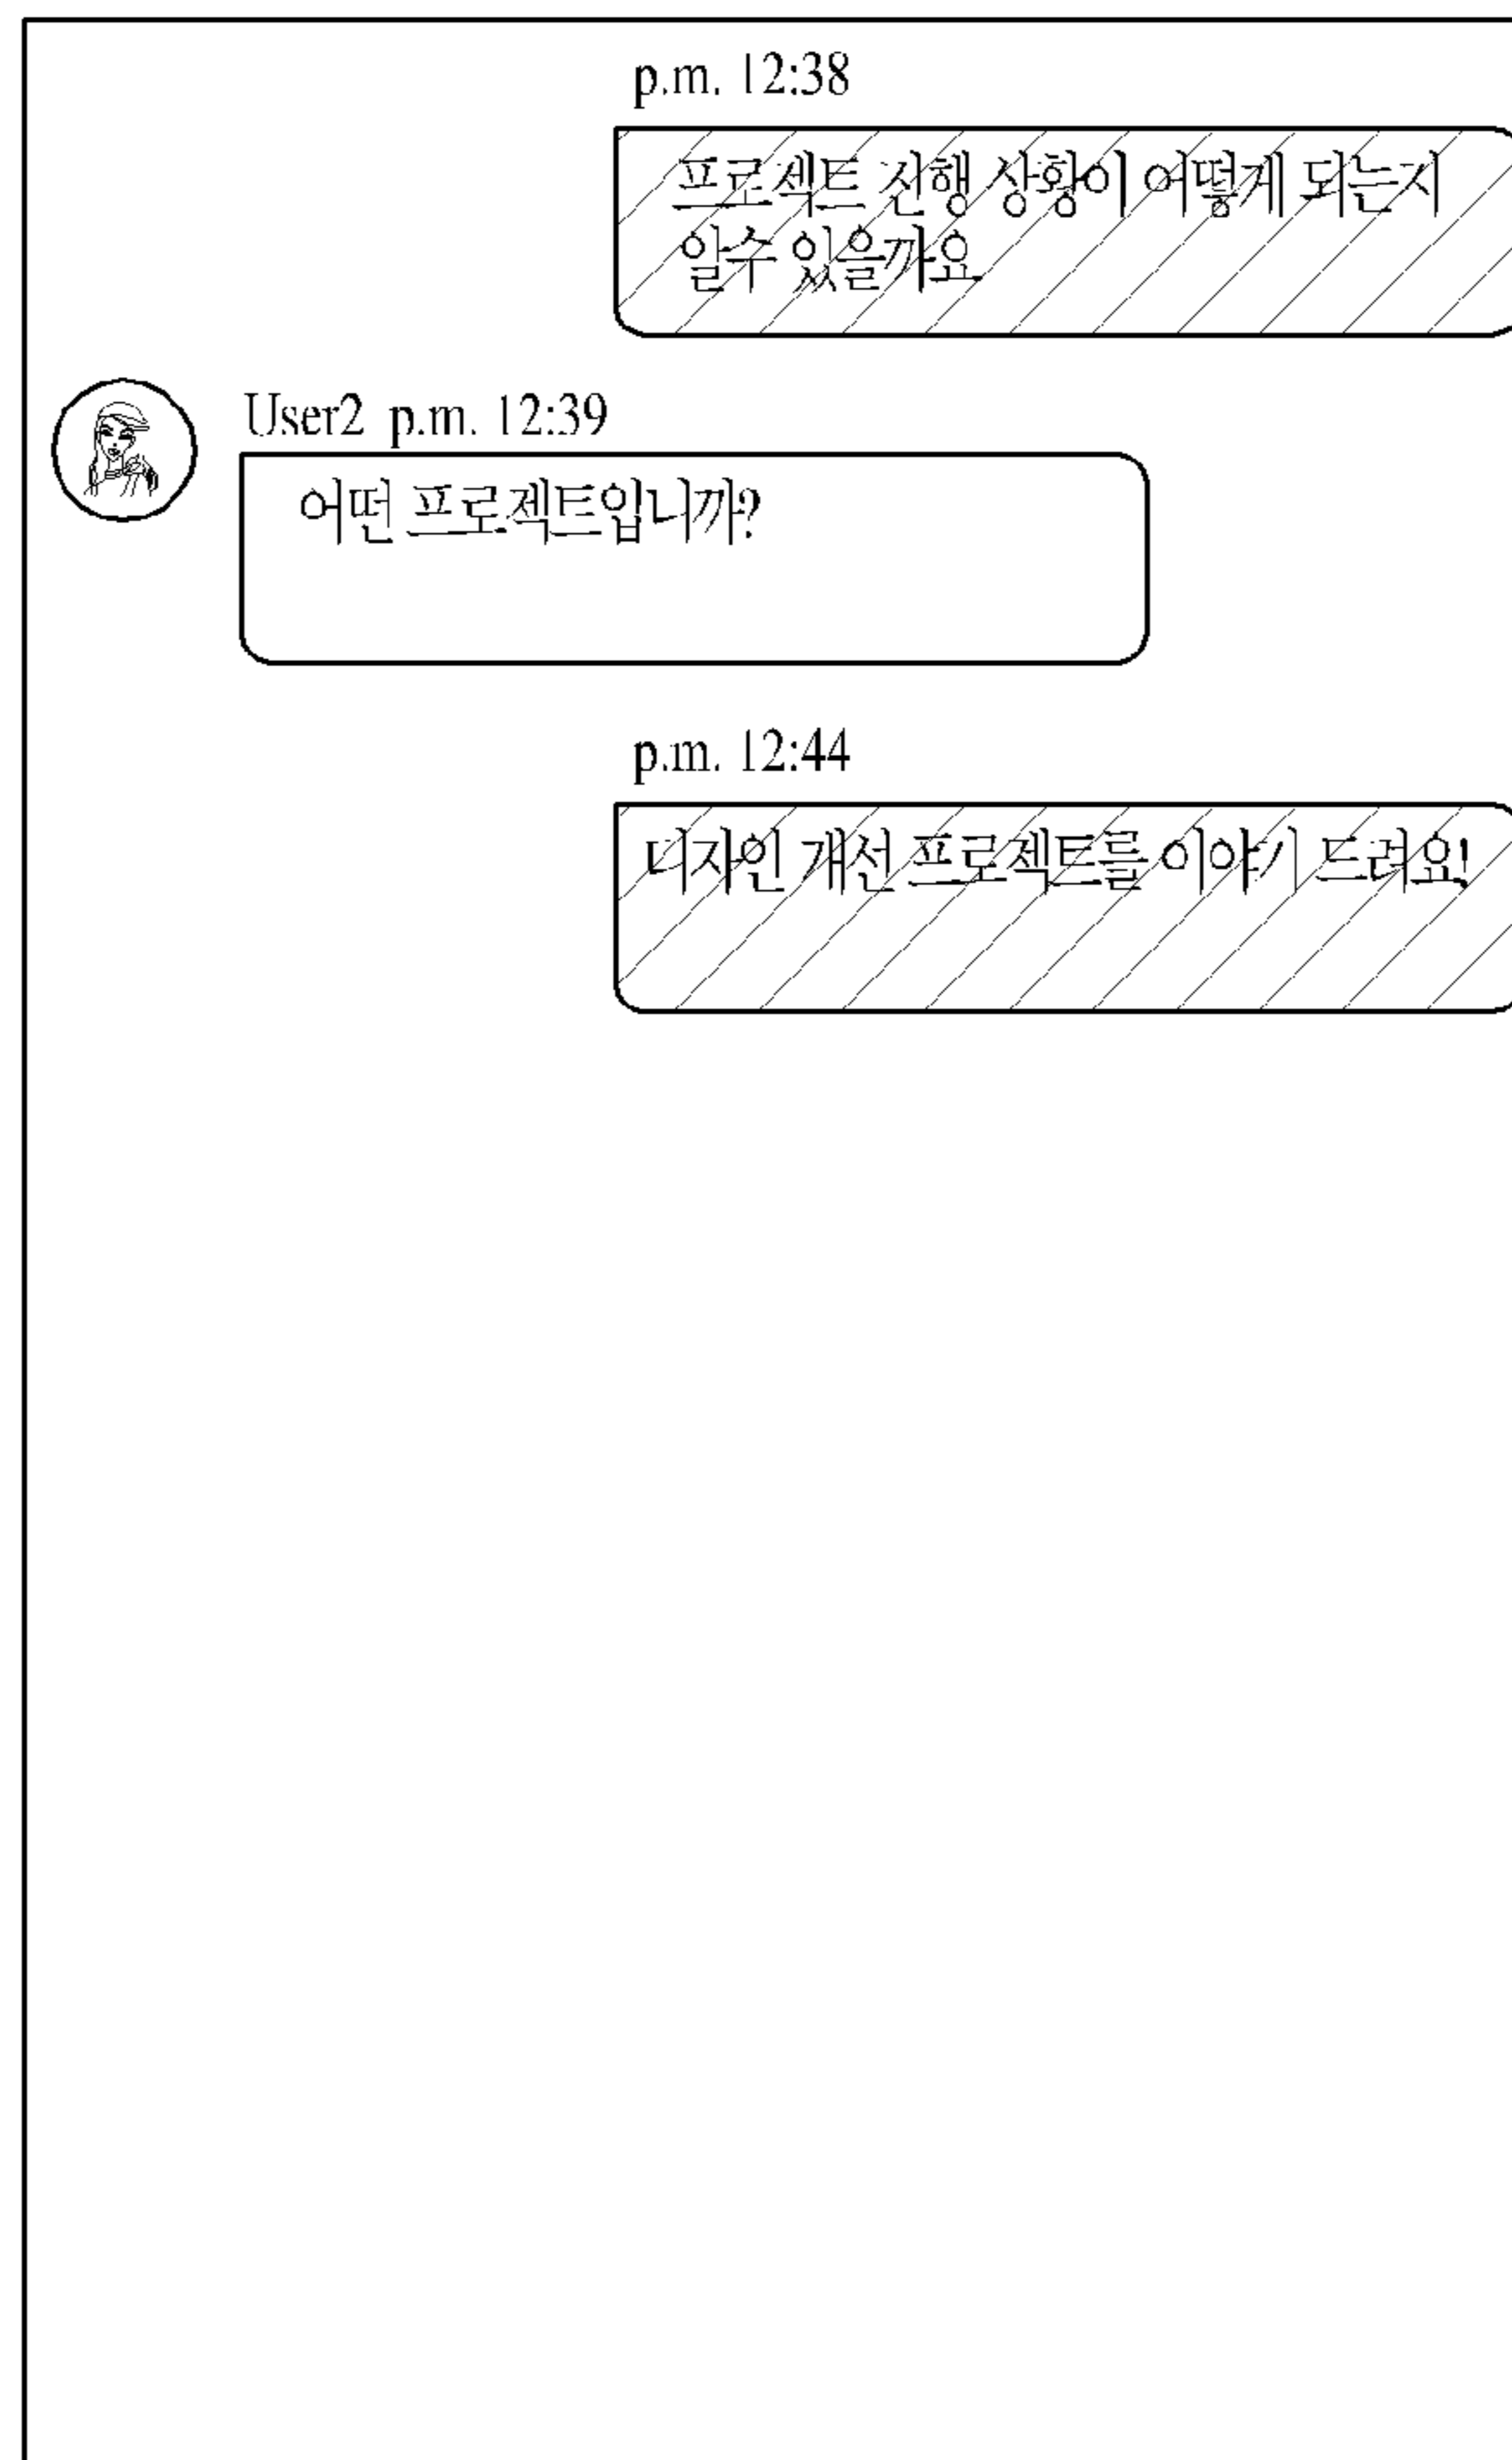 p.m. 12:38
프로젝트 진행 상황이 어떻게 되는지
알수 있을까요
User2 p.m. 12:39
어떤 프로젝트입니까?
p.m. 12:44
디자인 개선 프로젝트를 이야기 드려요!